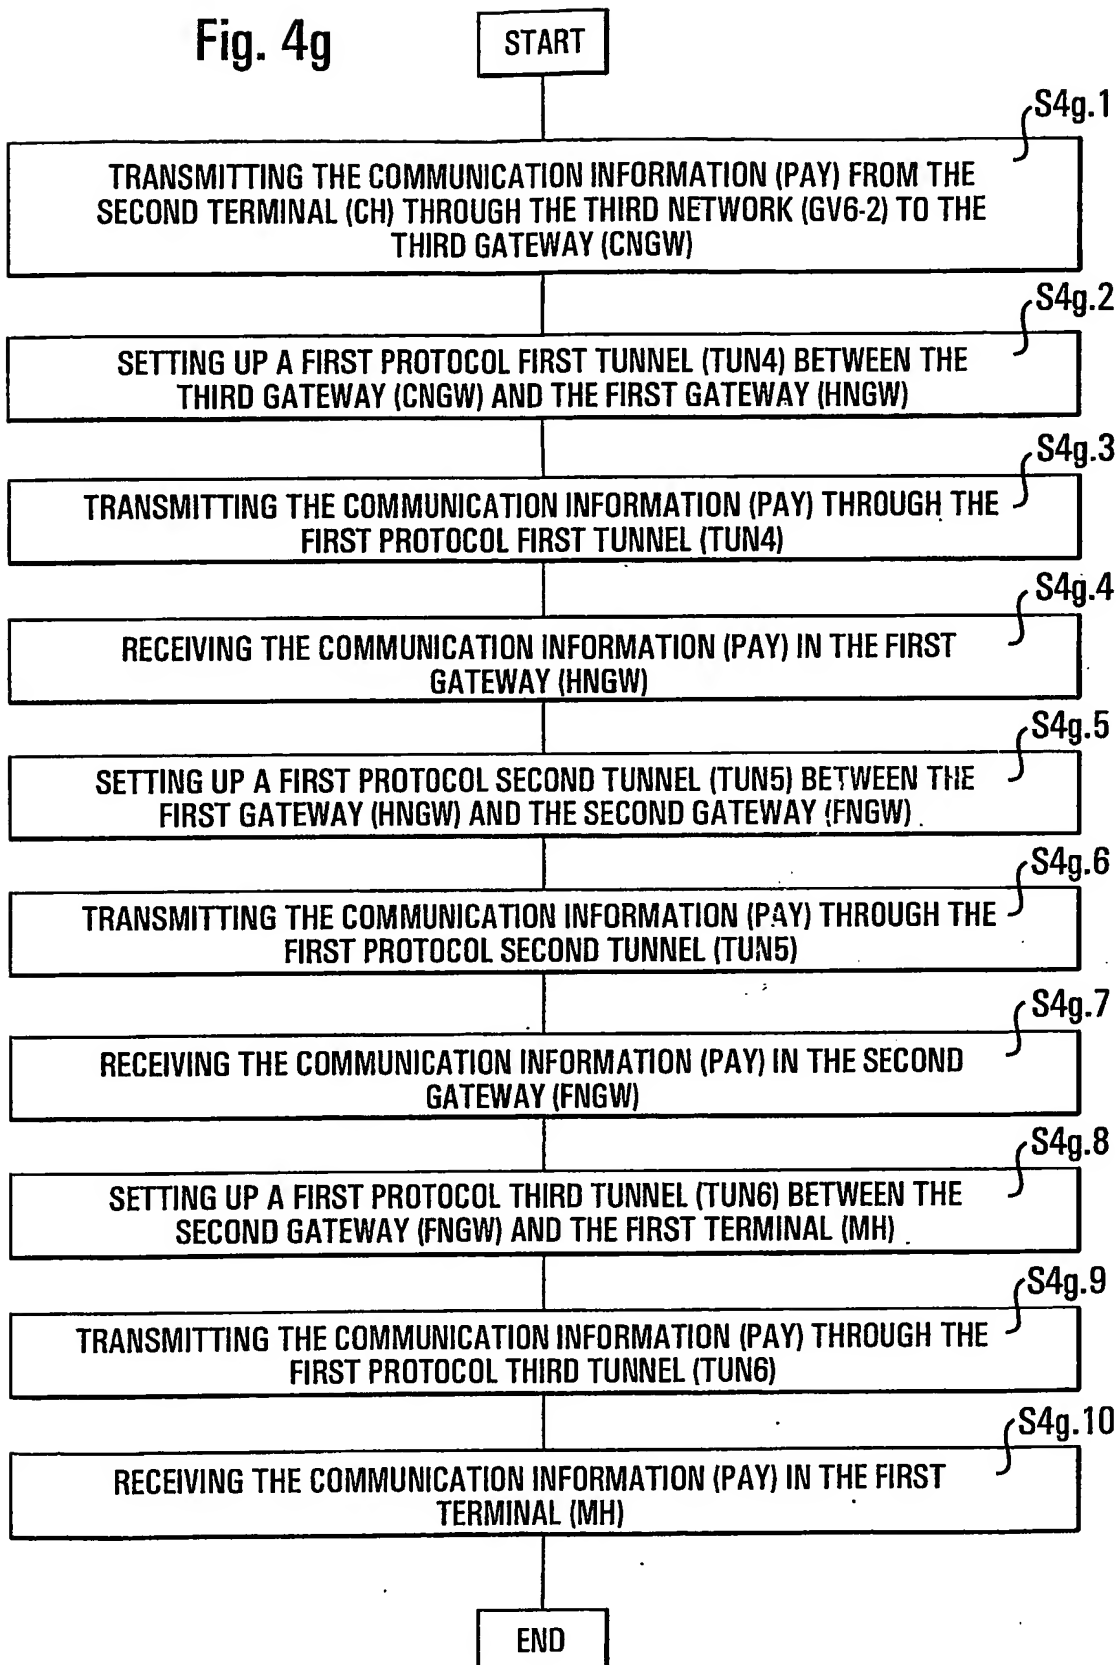 Fig. 4g
START
S4g.1
TRANSMITTING THE COMMUNICATION INFORMATION (PAY) FROM THE
SECOND TERMINAL (CH) THROUGH THE THIRD NETWORK (GV6-2) TO THE
THIRD GATEWAY (CNGW)
S4g.2
SETTING UP A FIRST PROTOCOL FIRST TUNNEL (TUN4) BETWEEN THE
THIRD GATEWAY (CNGW) AND THE FIRST GATEWAY (HNGW)
S4g.3
TRANSMITTING THE COMMUNICATION INFORMATION (PAY) THROUGH THE
FIRST PROTOCOL FIRST TUNNEL (TUN4)
S4g.4
RECEIVING THE COMMUNICATION INFORMATION (PAY) IN THE FIRST
GATEWAY (HNGW)
S4g.5
SETTING UP A FIRST PROTOCOL SECOND TUNNEL (TUN5) BETWEEN THE
FIRST GATEWAY (HNGW) AND THE SECOND GATEWAY (FNGW)
S4g.6
TRANSMITTING THE COMMUNICATION INFORMATION (PAY) THROUGH THE
FIRST PROTOCOL SECOND TUNNEL (TUN5)
S4g.7
RECEIVING THE COMMUNICATION INFORMATION (PAY) IN THE SECOND
GATEWAY (FNGW)
S4g.8
SETTING UP A FIRST PROTOCOL THIRD TUNNEL (TUN6) BETWEEN THE
SECOND GATEWAY (FNGW) AND THE FIRST TERMINAL (MH)
S4g.9
TRANSMITTING THE COMMUNICATION INFORMATION (PAY) THROUGH THE
FIRST PROTOCOL THIRD TUNNEL (TUN6)
S4g.10
RECEIVING THE COMMUNICATION INFORMATION (PAY) IN THE FIRST
TERMINAL (MH)
END